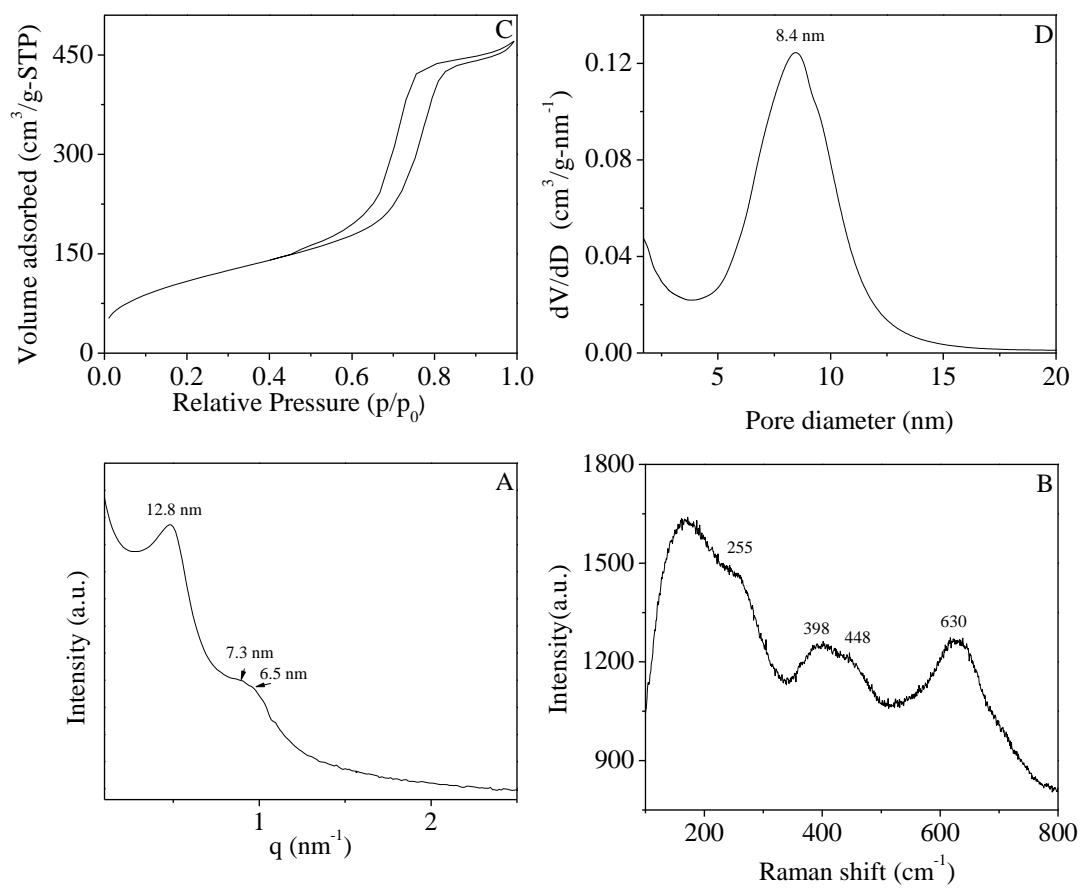 C
Volume adsorbed (cm³/g-STP)
450
300
150
0
0.0 0.2 0.4 0.6 0.8 1.0
Relative Pressure (p/p₀)
D
8.4 nm
dV/dD (cm³/g-nm⁻¹)
0.12
0.08
0.04
0.00
5 10 15 20
Pore diameter (nm)
A
12.8 nm
7.3 nm
6.5 nm
Intensity (a.u.)
1 2
q (nm⁻¹)
B
1800
1500
1200
900
255
398
448
630
Intensity(a.u.)
200 400 600 800
Raman shift (cm⁻¹)